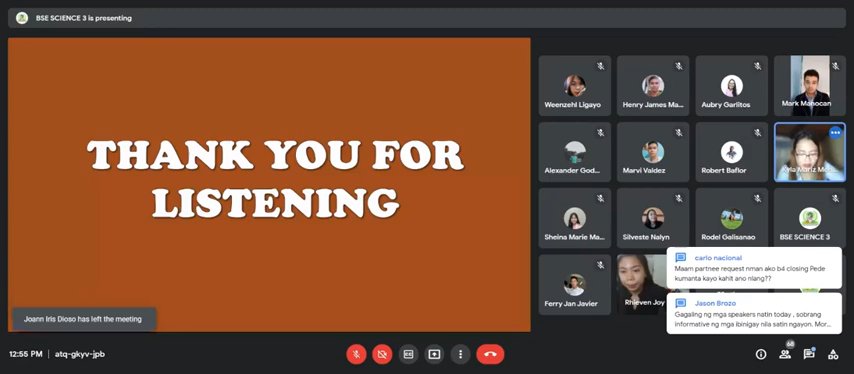 BSE SCIENCE 3 is presenting
THANK YOU FOR
LISTENING
Weenzehl Ligayo
Henry James Ma...
Aubry Garlitos
Mark Manocan
Alexander God...
Marvi Valdez
Robert Baflor
Sheina Marie Ma...
Silveste Nalyn
Rodel Galisanao
BSE SCIENCE 3
carlo nacional
Maam partnee request nman ako b4 closing Pede
kumanta kayo kahit ano nlang??
Ferry Jan Javier
Rhieven Joy
Jason Brozo
Gagaling ng mga speakers natin today , sobrang
informative ng mga ibinigay nila satin ngayon. Mor...
Joann Iris Dioso has left the meeting
12:55 PM | atq-gkyv-jpb
68